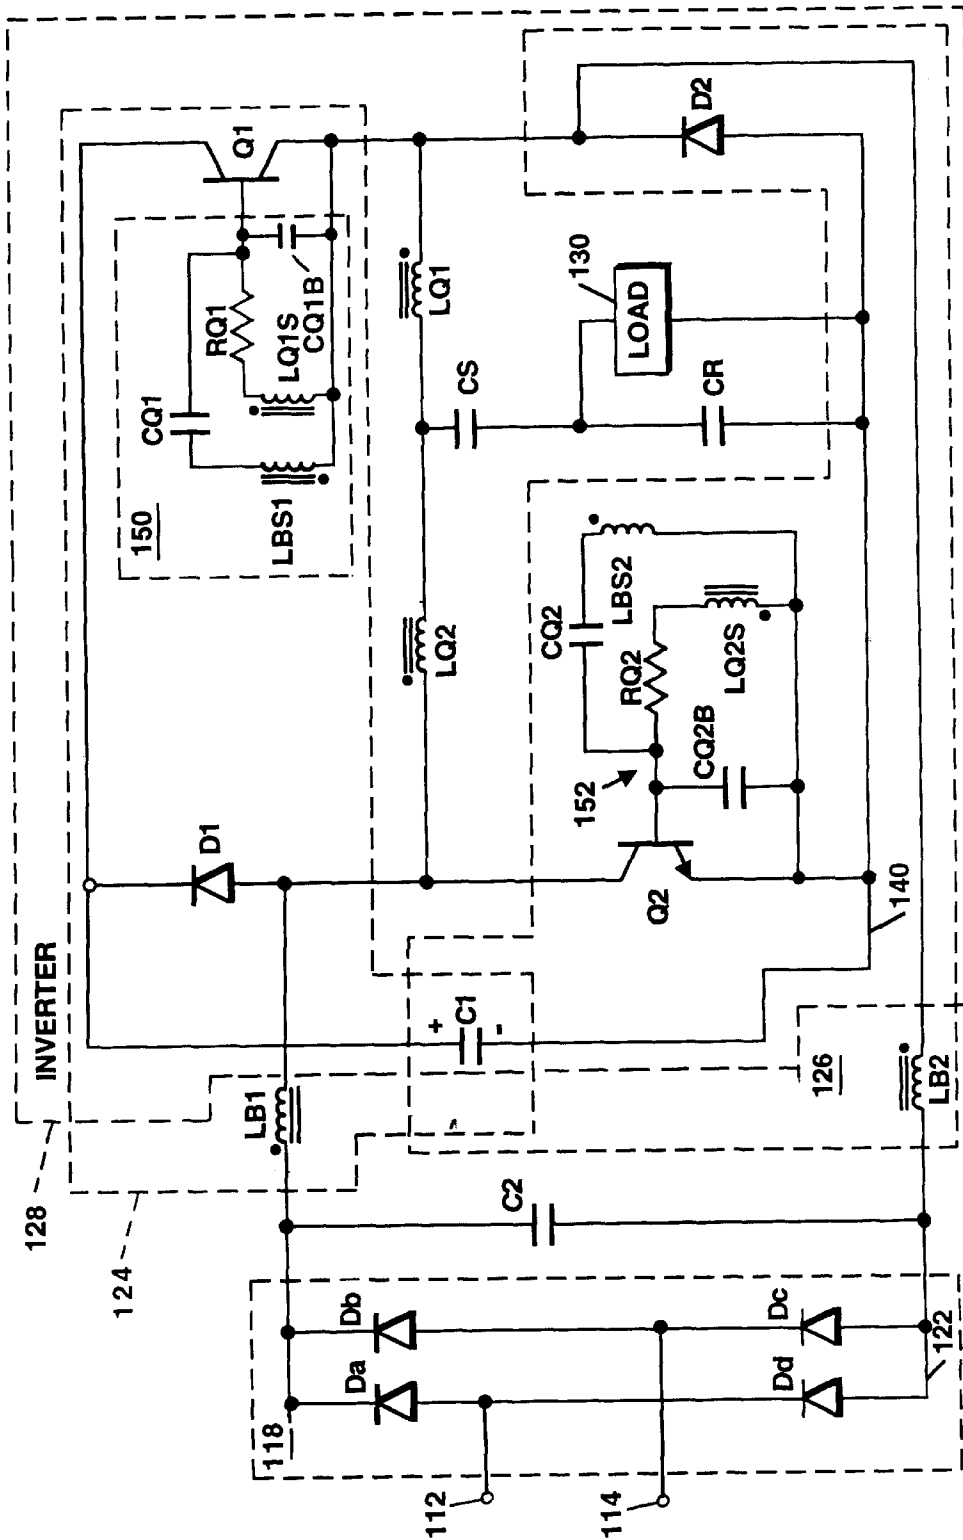 INVERTER
128
124
118
Da
Db
Dc
Dd
112
114
122
C2
LB1
LB2
126
+
C1
-
D1
Q2
140
152
CQ2B
RQ2
CQ2
LBS2
LQ2S
LQ2
LQ1
CS
CR
LOAD
130
D2
150
LBS1
CQ1
RQ1
LQ1S
CQ1B
Q1